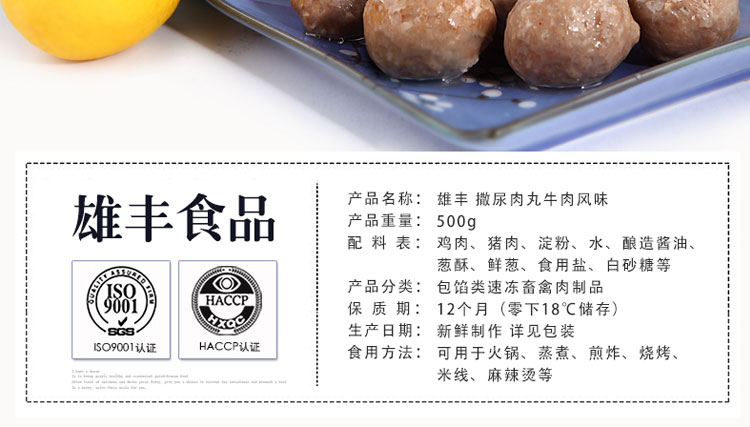 雄丰食品
QUALITY ASSURED FIRM
ISO
9001
SGS
ISO9001认证
HACCP
HXQC
HACCP认证
产品名称： 雄丰 撒尿肉丸牛肉风味
产品重量： 500g
配 料 表： 鸡肉、猪肉、淀粉、水、酿造酱油、
葱酥、鲜葱、食用盐、白砂糖等
产品分类： 包馅类速冻畜禽肉制品
保 质 期： 12个月（零下18℃储存）
生产日期： 新鲜制作 详见包装
食用方法： 可用于火锅、蒸煮、煎炸、烧烤、
米线、麻辣烫等